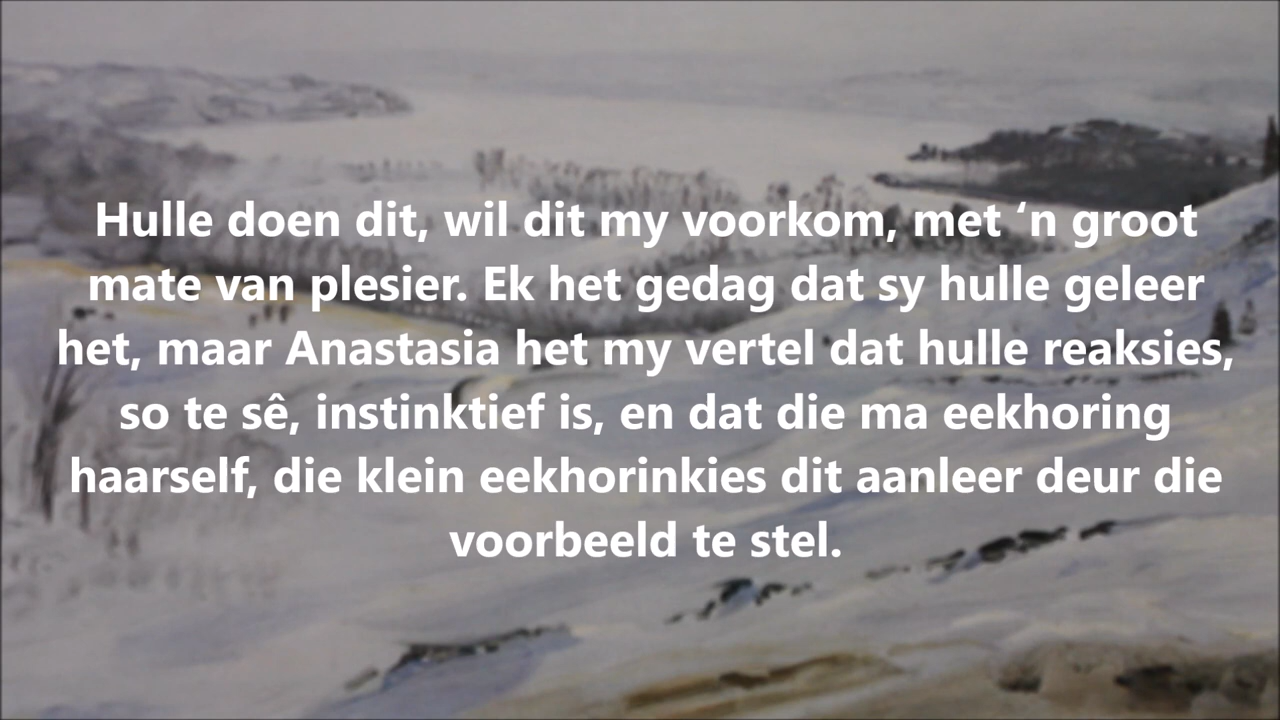 Hulle doen dit, wil dit my voorkom, met ‘n groot
mate van plesier. Ek het gedag dat sy hulle geleer
het, maar Anastasia het my vertel dat hulle reaksies,
so te sê, instinktief is, en dat die ma eekhoring
haarself, die klein eekhorinkies dit aanleer deur die
voorbeeld te stel.